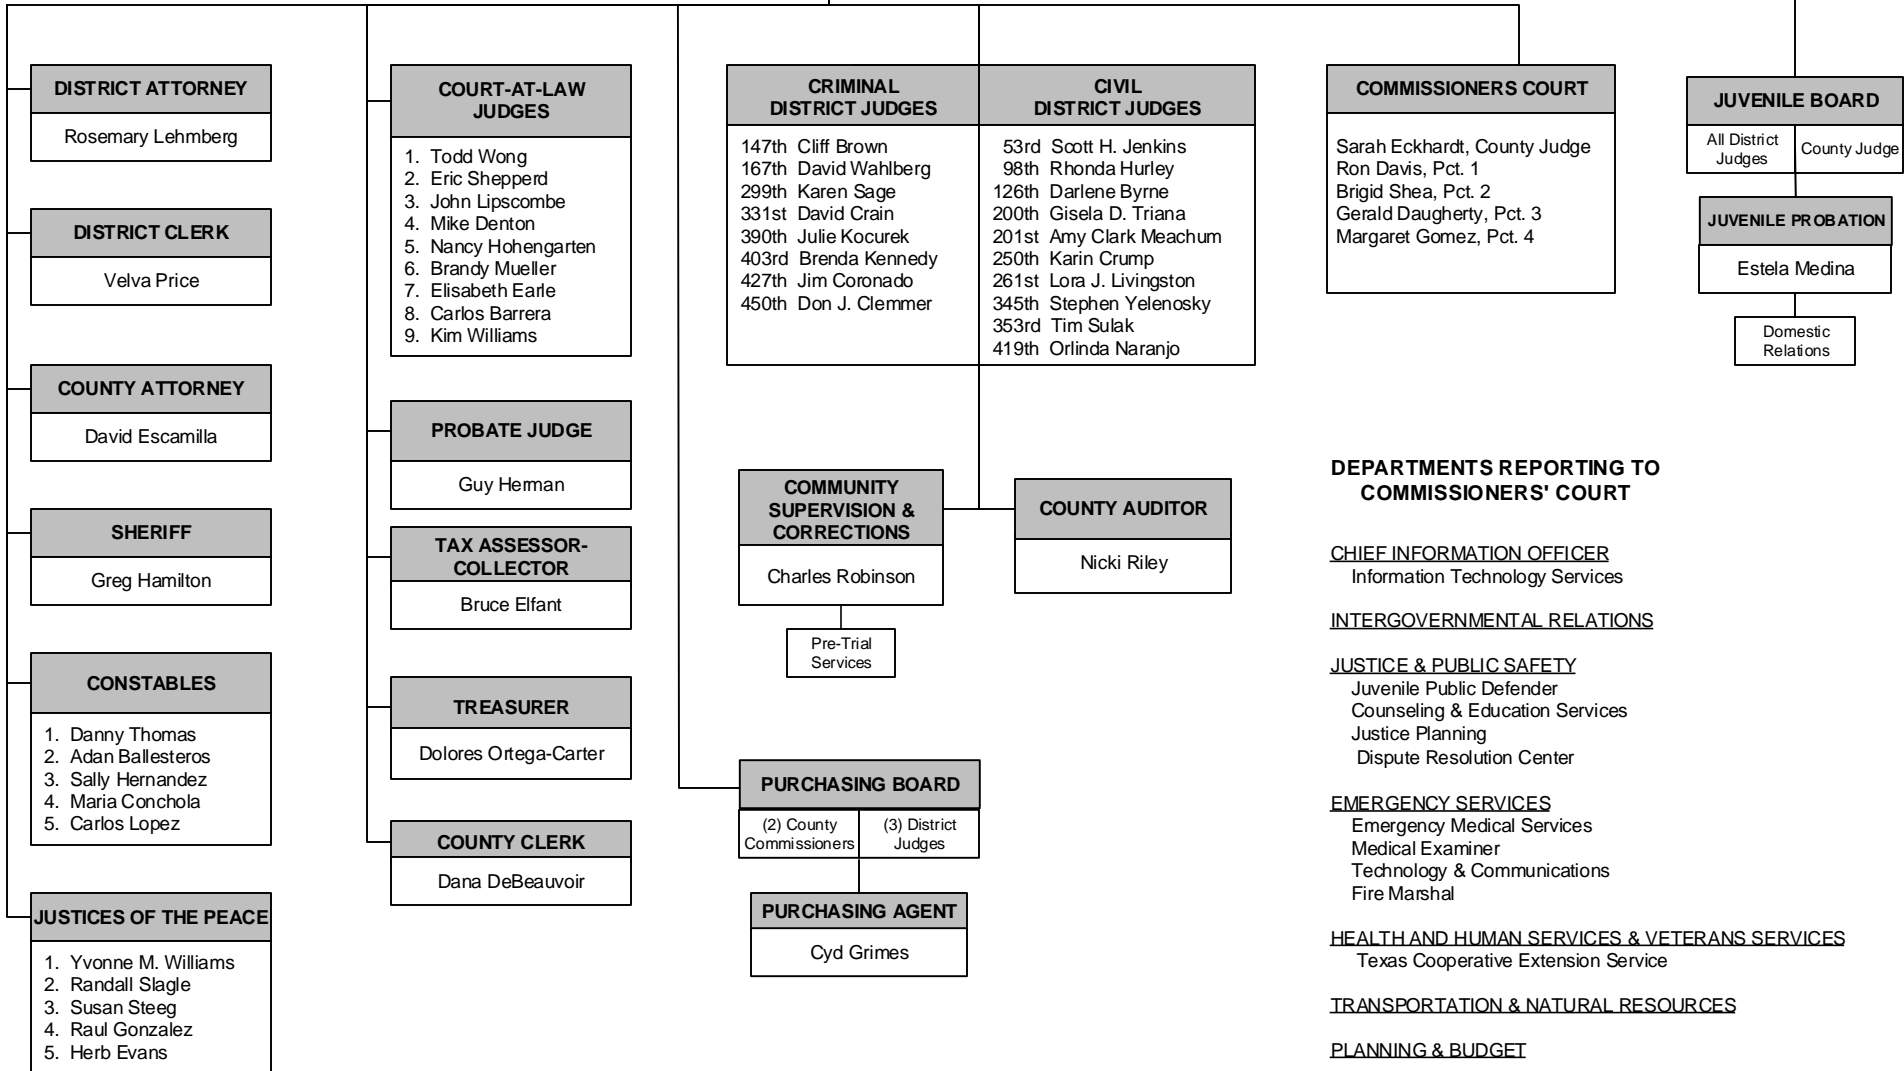 DISTRICT ATTORNEY
Rosemary Lehmberg
DISTRICT CLERK
Velva Price
COUNTY ATTORNEY
David Escamilla
SHERIFF
Greg Hamilton
CONSTABLES
1. Danny Thomas
2. Adan Ballesteros
3. Sally Hernandez
4. Maria Conchola
5. Carlos Lopez
JUSTICES OF THE PEACE
1. Yvonne M. Williams
2. Randall Slagle
3. Susan Steeg
4. Raul Gonzalez
5. Herb Evans
COURT-AT-LAW
JUDGES
1. Todd Wong
2. Eric Shepperd
3. John Lipscombe
4. Mike Denton
5. Nancy Hohengarten
6. Brandy Mueller
7. Elisabeth Earle
8. Carlos Barrera
9. Kim Williams
PROBATE JUDGE
Guy Herman
TAX ASSESSOR-
COLLECTOR
Bruce Elfant
TREASURER
Dolores Ortega-Carter
COUNTY CLERK
Dana DeBeauvoir
CRIMINAL
DISTRICT JUDGES
147th Cliff Brown
167th David Wahlberg
299th Karen Sage
331st David Crain
390th Julie Kocurek
403rd Brenda Kennedy
427th Jim Coronado
450th Don J. Clemmer
CIVIL
DISTRICT JUDGES
53rd Scott H. Jenkins
98th Rhonda Hurley
126th Darlene Byrne
200th Gisela D. Triana
201st Amy Clark Meachum
250th Karin Crump
261st Lora J. Livingston
345th Stephen Yelenosky
353rd Tim Sulak
419th Orlinda Naranjo
COMMUNITY
SUPERVISION &
CORRECTIONS
Charles Robinson
Pre-Trial
Services
COUNTY AUDITOR
Nicki Riley
PURCHASING BOARD
(2) County
Commissioners
(3) District
Judges
PURCHASING AGENT
Cyd Grimes
COMMISSIONERS COURT
Sarah Eckhardt, County Judge
Ron Davis, Pct. 1
Brigid Shea, Pct. 2
Gerald Daugherty, Pct. 3
Margaret Gomez, Pct. 4
JUVENILE BOARD
All District
Judges
County Judge
JUVENILE PROBATION
Estela Medina
Domestic
Relations
DEPARTMENTS REPORTING TO
COMMISSIONERS' COURT
CHIEF INFORMATION OFFICER
Information Technology Services
INTERGOVERNMENTAL RELATIONS
JUSTICE & PUBLIC SAFETY
Juvenile Public Defender
Counseling & Education Services
Justice Planning
Dispute Resolution Center
EMERGENCY SERVICES
Emergency Medical Services
Medical Examiner
Technology & Communications
Fire Marshal
HEALTH AND HUMAN SERVICES & VETERANS SERVICES
Texas Cooperative Extension Service
TRANSPORTATION & NATURAL RESOURCES
PLANNING & BUDGET